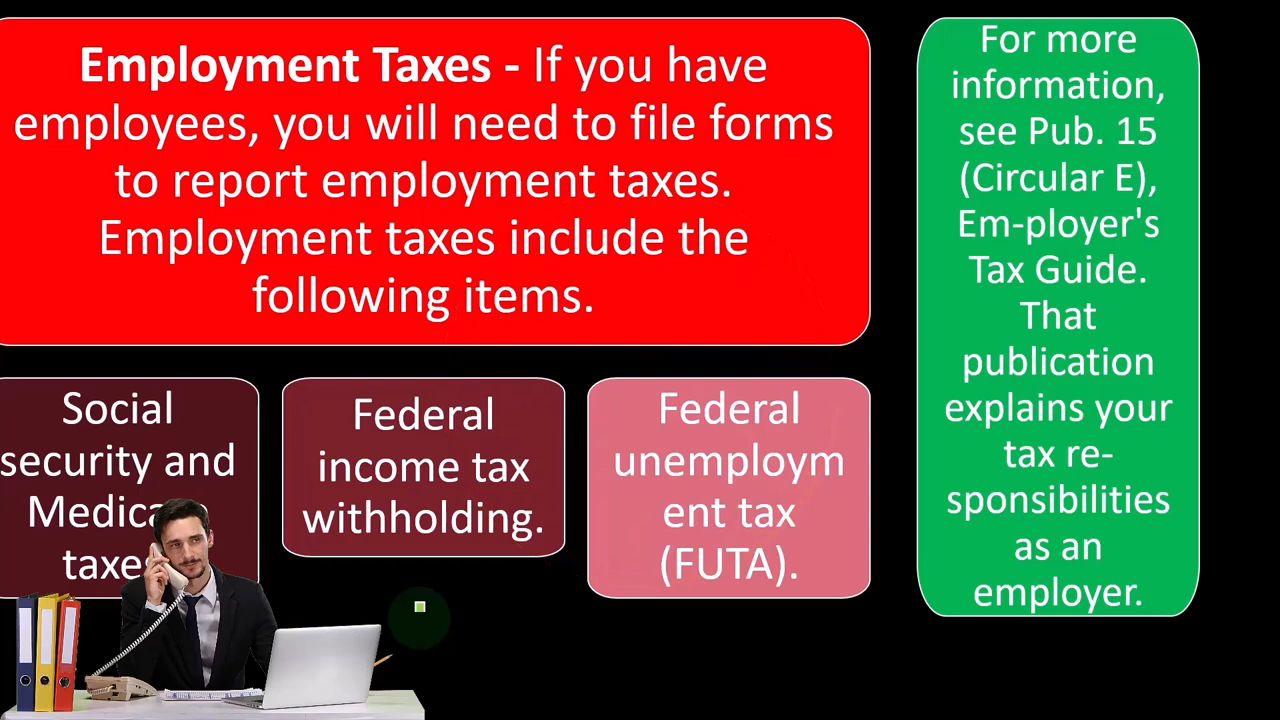 Employment Taxes - If you have
employees, you will need to file forms
to report employment taxes.
Employment taxes include the
following items.
Social
security and
Federal
income tax
withholding.
Federal
unemploym
ent tax
(FUTA).
For more
information,
see Pub. 15
(Circular E),
Em-ployer's
Tax Guide.
That
publication
explains your
tax re-
sponsibilities
as an
employer.